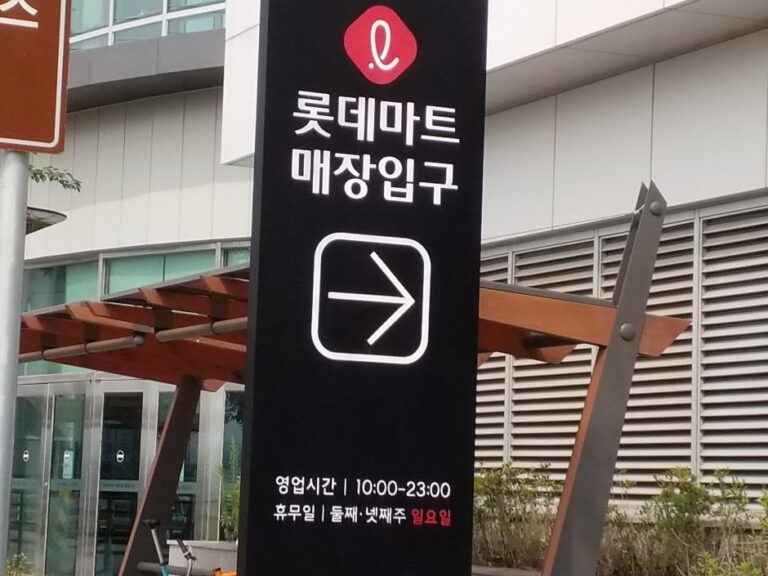 스
롯데마트
매장입구
영업시간 | 10:00-23:00
휴무일 | 둘째·넷째주 일요일